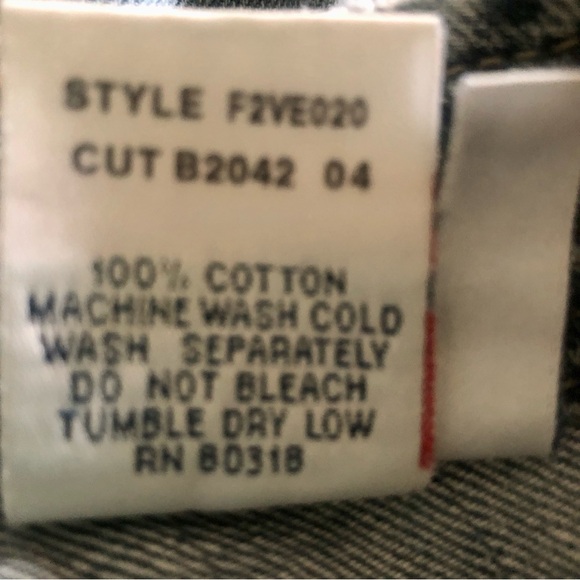 STYLE F2VE020
CUT B2042 04
100% COTTON
MACHINE WASH COLD
WASH SEPARATELY
DO NOT BLEACH
TUMBLE DRY LOW
RN 80318